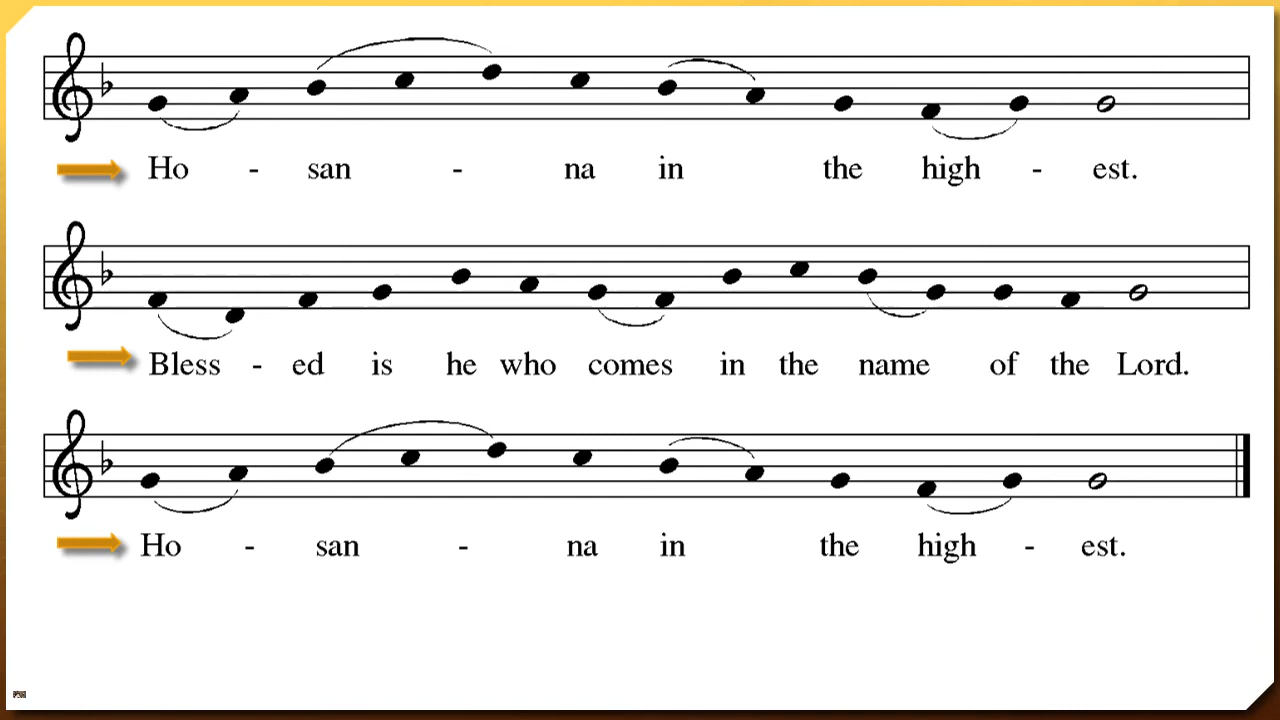 Ho - san - na in the high - est.
Bless - ed is he who comes in the name of the Lord.
Ho - san - na in the high - est.